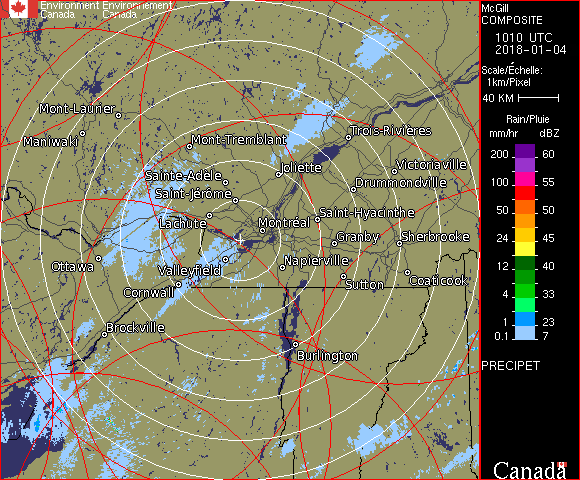 Environment Environnement
Canada Canada
McGill
COMPOSITE
1010 UTC
2018-01-04
Scale/Échelle:
1km/Pixel
40 KM
Rain/Pluie
mm/hr dBZ
200 60
150 57
100 55
50 50
24 45
12 40
4 33
1 23
0.1 7
PRECIPET
Mont-Laurier
Maniwaki
Mont-Tremblant
Trois-Rivières
Joliette
Victoriaville
Sainte-Adèle
Drummondville
Saint-Jérôme
Saint-Hyacinthe
Lachute
Montréal
Granby
Sherbrooke
Ottawa
Valleyfield
Napierville
Cornwall
Sutton
Coaticook
Brockville
Burlington
Canada